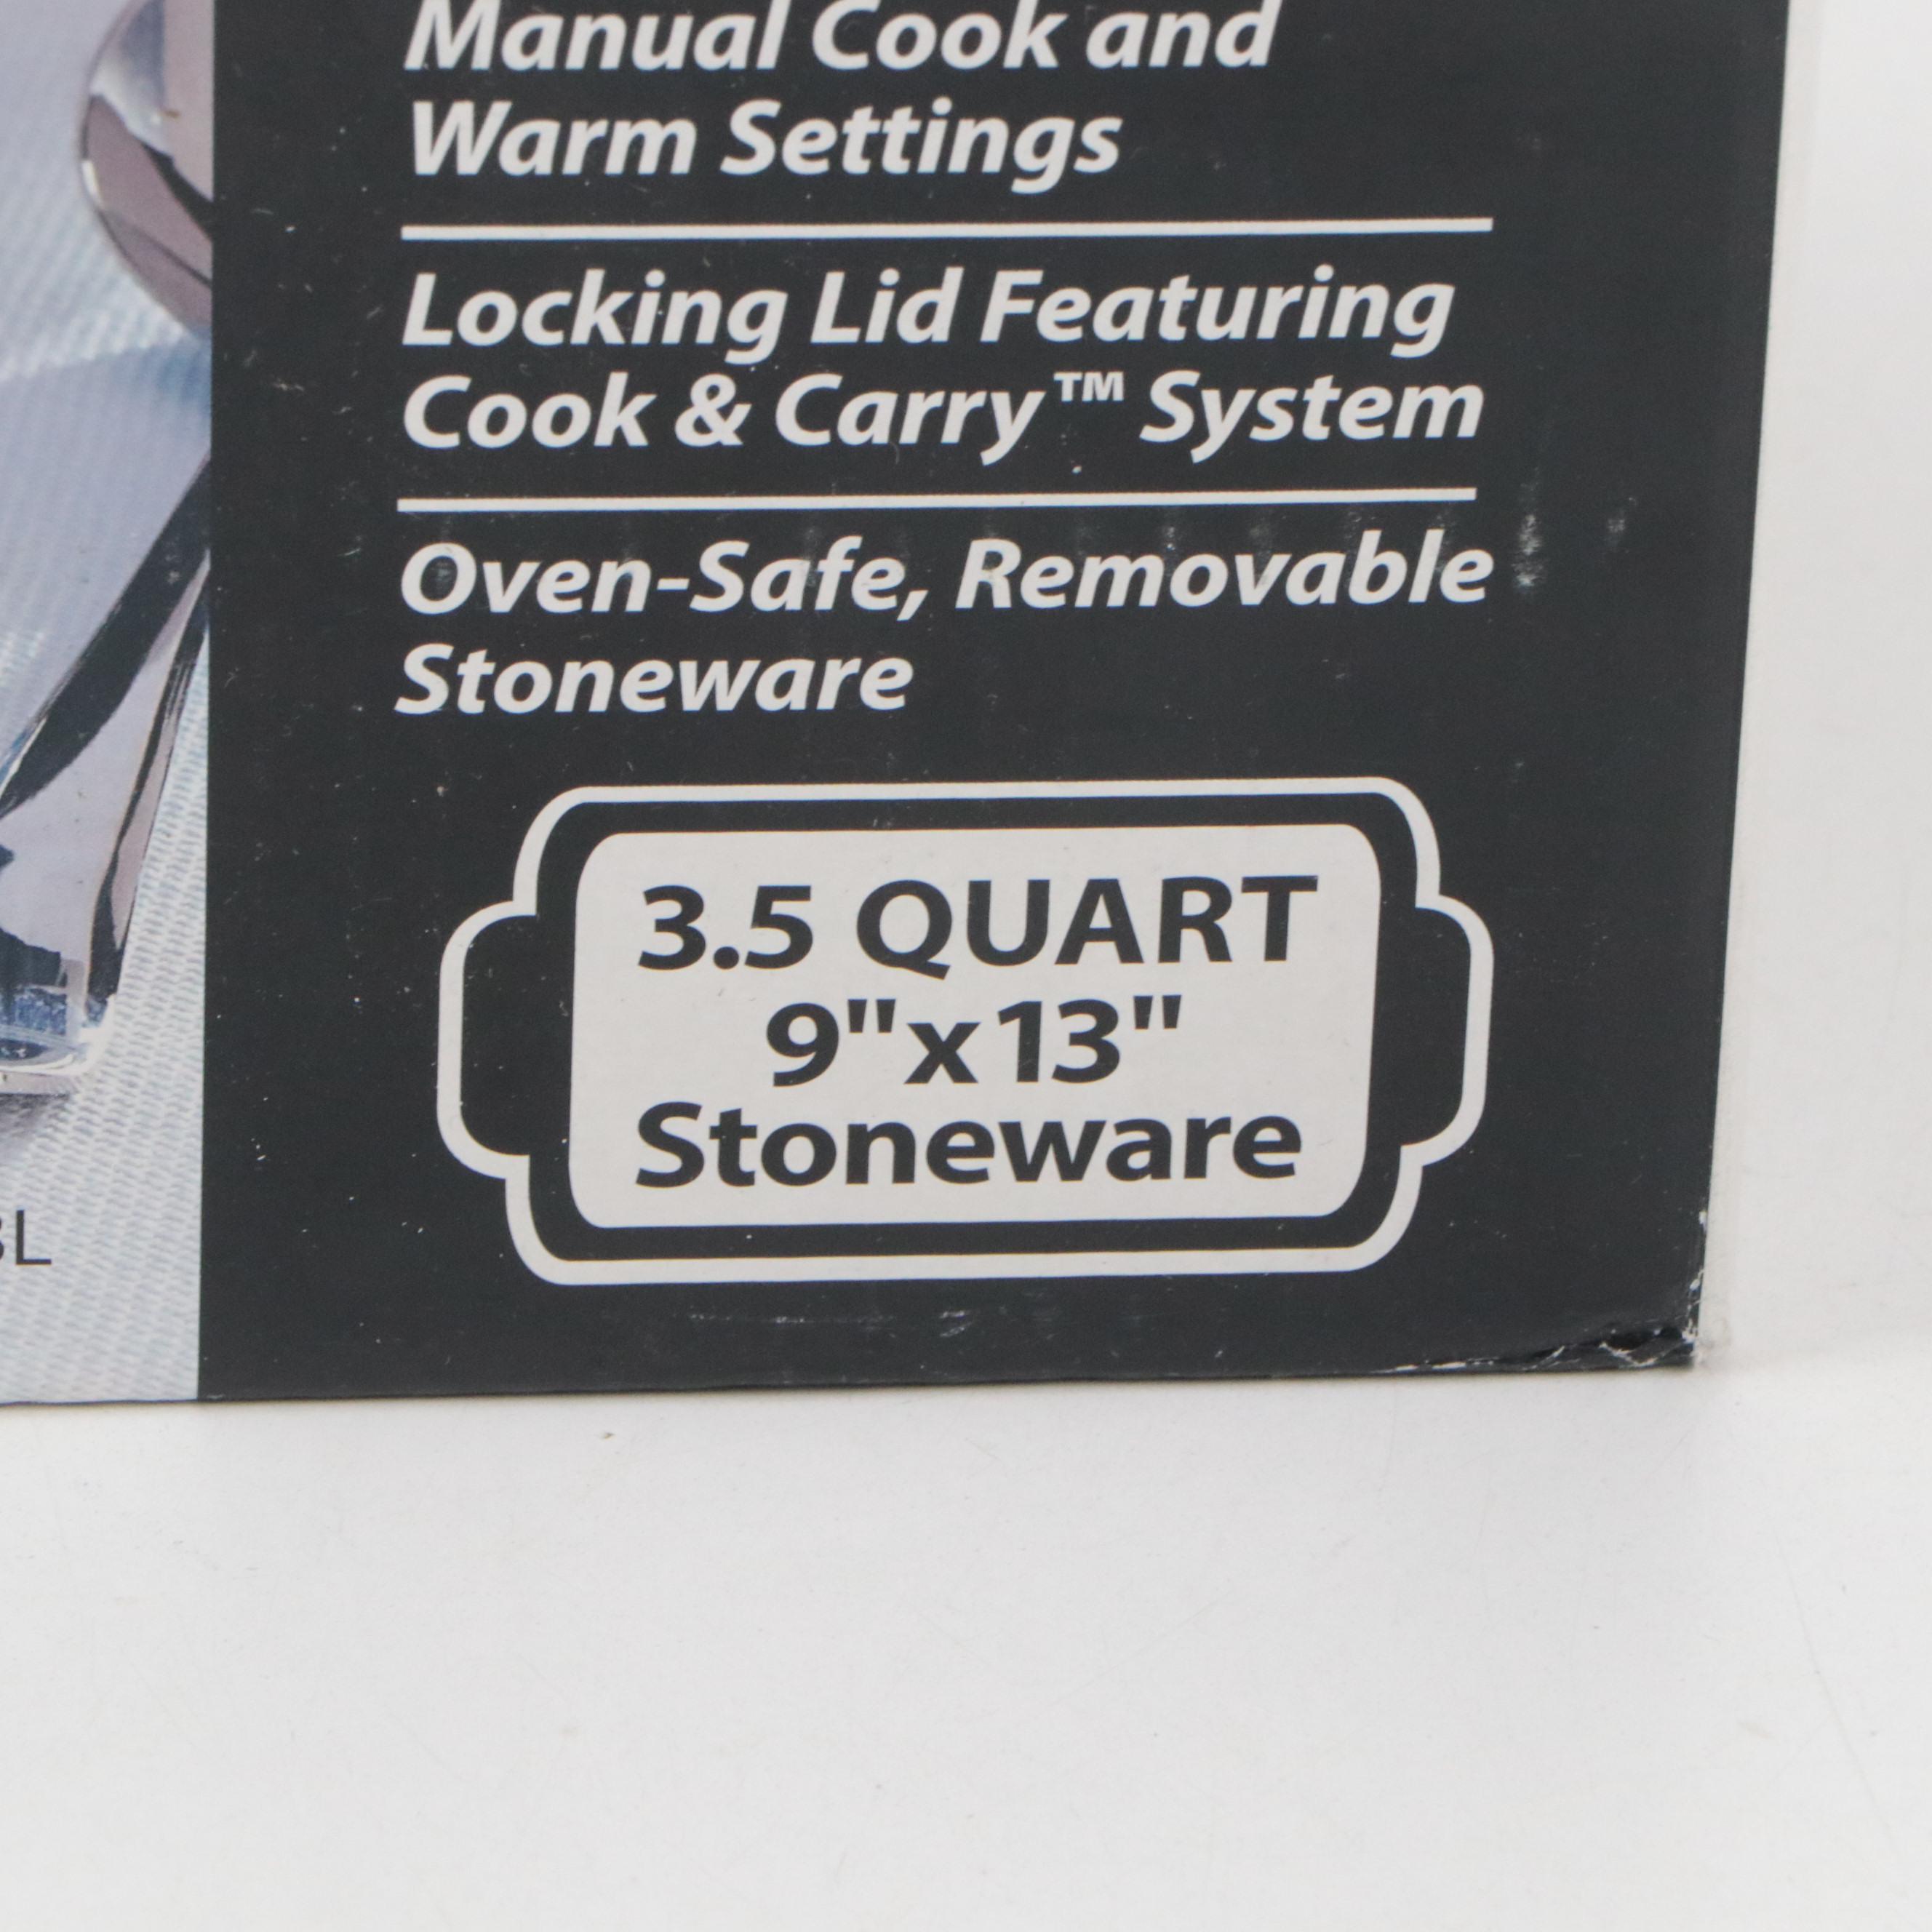 Manual Cook and
Warm Settings
Locking Lid Featuring
Cook & Carry™ System
Oven-Safe, Removable
Stoneware
3.5 QUART
9"x13"
Stoneware